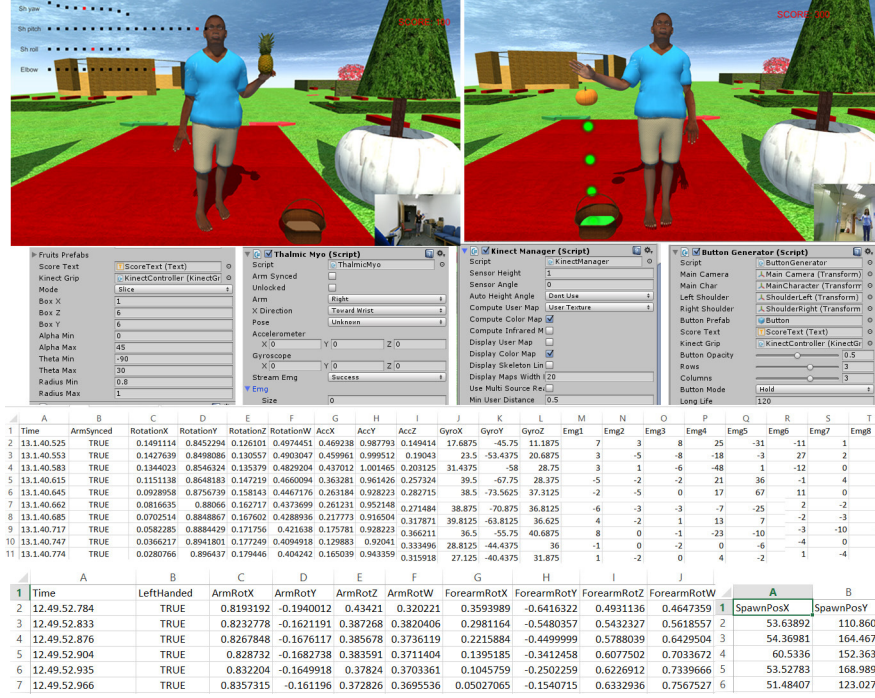 Sh yaw
Sh pitch
Sh roll
Elbow
Fruits Prefabs
Score Text ScoreText (Text)
Kinect Grip KinectController (KinectGr
Mode Slice
Box X 1
Box Z 6
Box Y 6
Alpha Min 0
Alpha Max 45
Theta Min -90
Theta Max 30
Radius Min 0.8
Radius Max 1
Thalmic Myo (Script)
Script ThalmicMyo
Arm Synced
Unlocked
Arm Right
X Direction Toward Wrist
Pose Unknown
Accelerometer
X 0 Y 0 Z 0
Gyroscope
X 0 Y 0 Z 0
Stream Emg Success
Emg
Size 0
Kinect Manager (Script)
Script KinectManager
Sensor Height 1
Sensor Angle 0
Auto Height Angle Dont Use
Compute User Map User Texture
Compute Color Map
Compute Infrared M
Display User Map
Display Color Map
Display Skeleton Lin
Display Maps Width 20
Use Multi Source Re
Min User Distance 0.5
Button Generator (Script)
Script ButtonGenerator
Main Camera Main Camera (Transform)
Main Char MainCharacter (Transform
Left Shoulder ShoulderLeft (Transform)
Right Shoulder ShoulderRight (Transform)
Button Prefab Button
Score Text ScoreText (Text)
Kinect Grip KinectController (KinectGr
Button Opacity 0.5
Rows 3
Columns 3
Button Mode Hold
Long Life 120
A B C D E F G H I J K L M N O P Q R S T
1 Time ArmSynced RotationX RotationY RotationZ RotationW AccX AccY AccZ GyroX GyroY GyroZ Emg1 Emg2 Emg3 Emg4 Emg5 Emg6 Emg7 Emg8
2 13.1.40.525 TRUE 0.1491114 0.8452294 0.126101 0.4974451 0.469238 0.987793 0.149414 17.6875 -45.75 11.1875 7 3 8 25 -31 -11 1
3 13.1.40.553 TRUE 0.1427639 0.8498086 0.130557 0.4903047 0.459961 0.999512 0.19043 23.5 -53.4375 20.6875 3 -5 -8 -18 -3 27 2
4 13.1.40.583 TRUE 0.1344023 0.8546324 0.135379 0.4829204 0.437012 1.001465 0.203125 31.4375 -58 28.75 3 1 -6 -48 1 -12 0
5 13.1.40.615 TRUE 0.1151138 0.8648183 0.147219 0.4660094 0.363281 0.961426 0.257324 39.5 -67.75 28.375 -5 -2 -2 21 36 -1 4
6 13.1.40.645 TRUE 0.0928958 0.8756739 0.158143 0.4467176 0.263184 0.928223 0.282715 38.5 -73.5625 37.3125 -2 -5 0 17 67 11 0
7 13.1.40.662 TRUE 0.0816635 0.88066 0.162717 0.4373699 0.261231 0.952148 0.271484 38.875 -70.875 36.8125 -6 -3 -3 -7 -25 2 -2
8 13.1.40.685 TRUE 0.0702514 0.8848867 0.167602 0.4288936 0.217773 0.916504 0.317871 39.8125 -63.8125 36.625 4 -2 1 13 7 -2 -3
9 13.1.40.717 TRUE 0.0582285 0.8884429 0.171756 0.421638 0.175781 0.928223 0.366211 36.5 -55.75 40.6875 8 0 -1 -23 -10 -3 -10
10 13.1.40.747 TRUE 0.0366217 0.8941801 0.177249 0.4094918 0.129883 0.92041 0.333496 28.8125 -44.4375 36 -1 0 -2 0 -6 -4 0
11 13.1.40.774 TRUE 0.0280766 0.896437 0.179446 0.404242 0.165039 0.943359 0.315918 27.125 -40.4375 31.875 1 -2 0 4 2 1 -4
A B C D E F G H I J
1 Time LeftHanded ArmRotX ArmRotY ArmRotZ ArmRotW ForearmRotX ForearmRotY ForearmRotZ ForearmRotW
2 12.49.52.784 TRUE 0.8193192 -0.1940012 0.43421 0.320221 0.3593989 -0.6416322 0.4931136 0.4647359
3 12.49.52.833 TRUE 0.8232778 -0.1621191 0.387268 0.3820406 0.2981164 -0.5480357 0.5432327 0.5618557
4 12.49.52.876 TRUE 0.8267848 -0.1676117 0.385678 0.3736119 0.2215884 -0.4499999 0.5788039 0.6429504
5 12.49.52.904 TRUE 0.828732 -0.1682738 0.383591 0.3711404 0.1395185 -0.3412458 0.6077502 0.7033672
6 12.49.52.935 TRUE 0.832204 -0.1649918 0.37824 0.3703361 0.1045759 -0.2502259 0.6226912 0.7339666
7 12.49.52.966 TRUE 0.8357315 -0.161196 0.372826 0.3695536 0.05027065 -0.1540715 0.6332936 0.7567527
A B
1 SpawnPosX SpawnPosY
2 53.63892 110.860
3 54.36981 164.467
4 60.5336 152.363
5 53.52783 168.989
6 51.48407 123.027